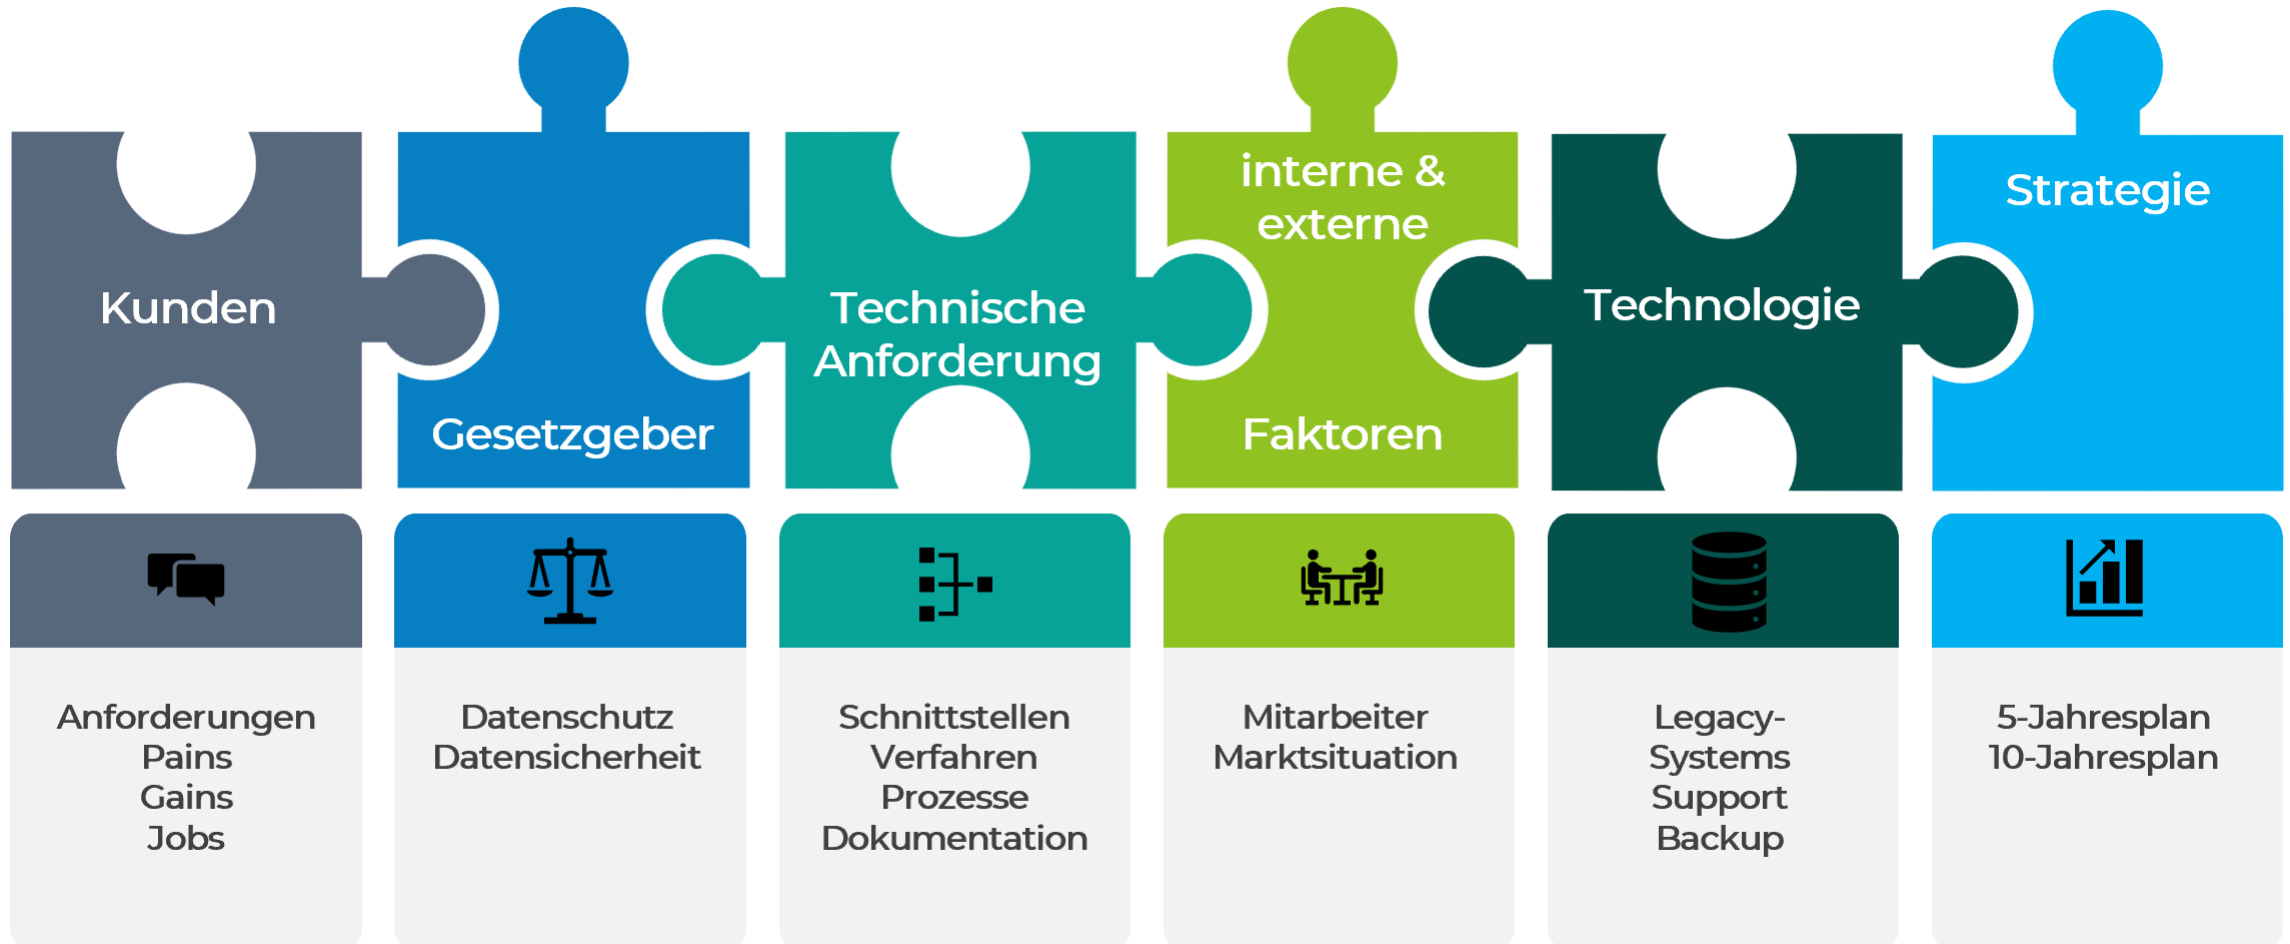 Kunden
Gesetzgeber
Technische
Anforderung
interne &
externe
Faktoren
Technologie
Strategie
Anforderungen
Pains
Gains
Jobs
Datenschutz
Datensicherheit
Schnittstellen
Verfahren
Prozesse
Dokumentation
Mitarbeiter
Marktsituation
Legacy-
Systems
Support
Backup
5-Jahresplan
10-Jahresplan